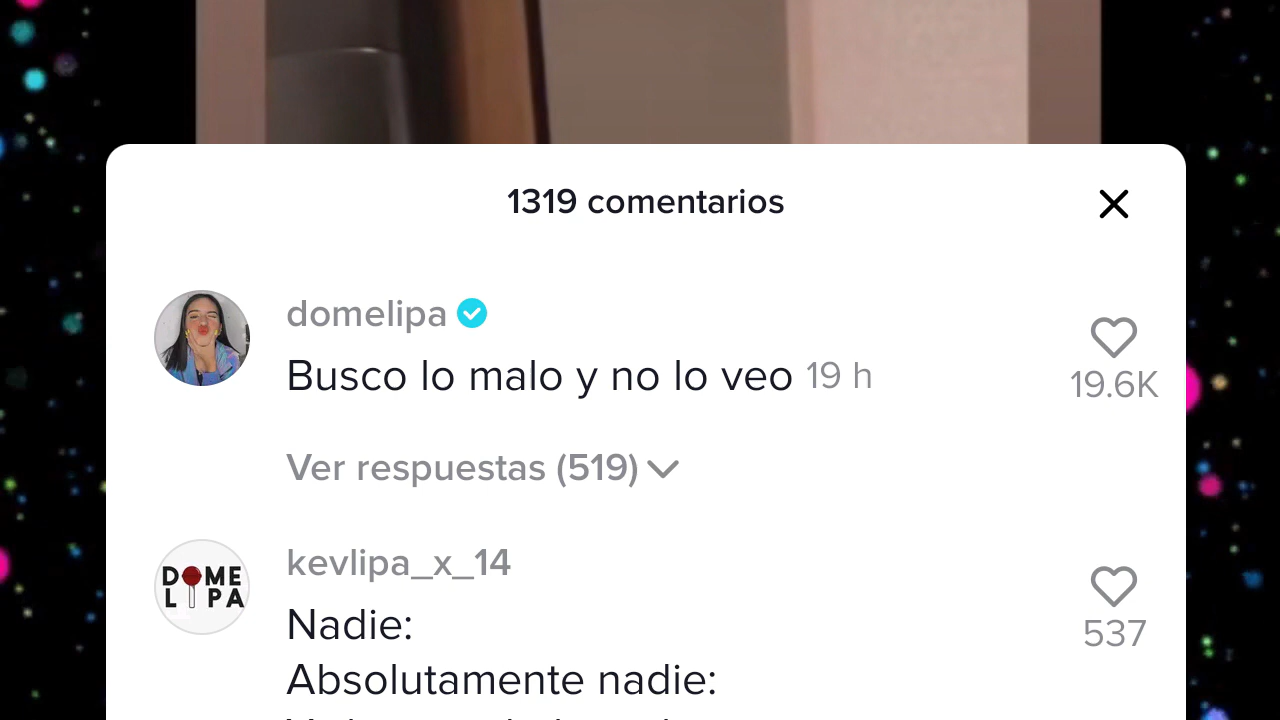 1319 comentarios
domelipa
Busco lo malo y no lo veo 19 h
19.6K
Ver respuestas (519)
DOME
LIPA
kevlipa_x_14
Nadie:
537
Absolutamente nadie: